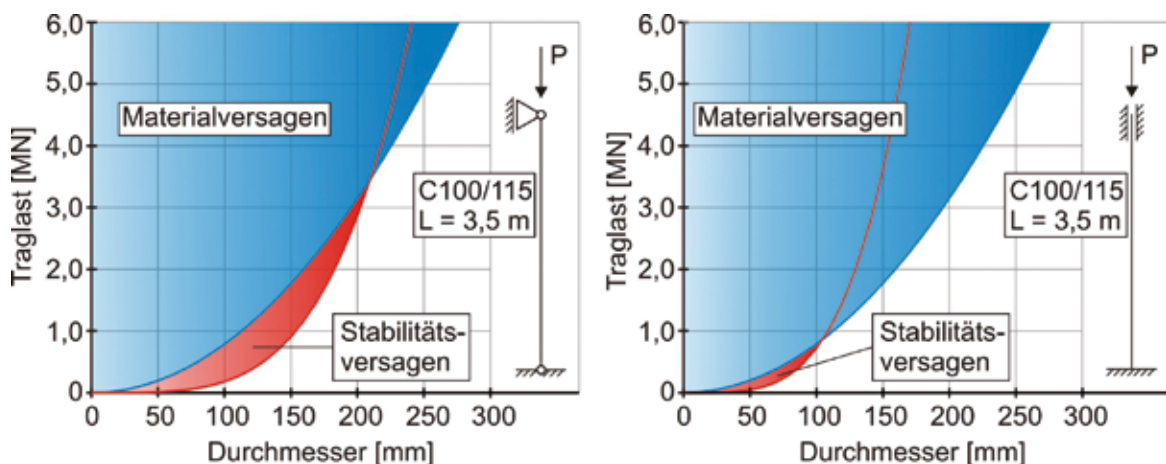 6,0
5,0
4,0
3,0
2,0
1,0
0
Traglast [MN]
Materialversagen
P
C100/115
L = 3,5 m
Stabilitäts-
versagen
0 50 100 150 200 250 300
Durchmesser [mm]
6,0
5,0
4,0
3,0
2,0
1,0
0
Traglast [MN]
Materialversagen
P
C100/115
L = 3,5 m
Stabilitäts-
versagen
0 50 100 150 200 250 300
Durchmesser [mm]